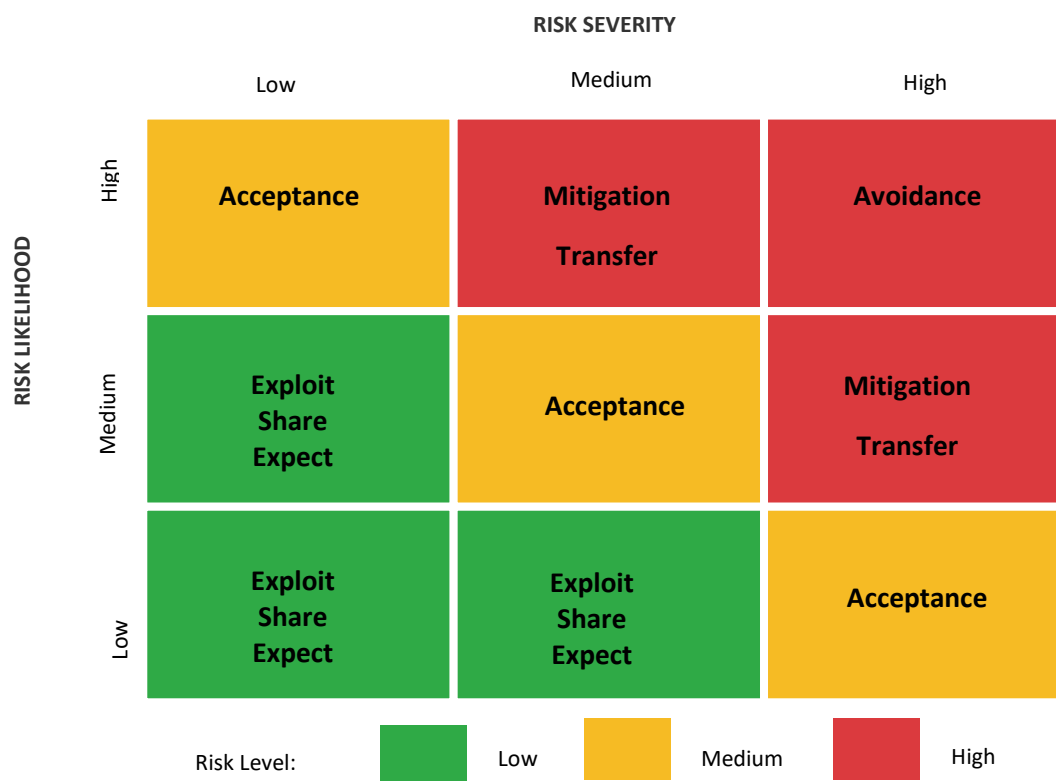 RISK SEVERITY
Low
Medium
High
RISK LIKELIHOOD
High
Acceptance
Mitigation
Transfer
Avoidance
Medium
Exploit
Share
Expect
Acceptance
Mitigation
Transfer
Low
Exploit
Share
Expect
Exploit
Share
Expect
Acceptance
Risk Level:
Low
Medium
High